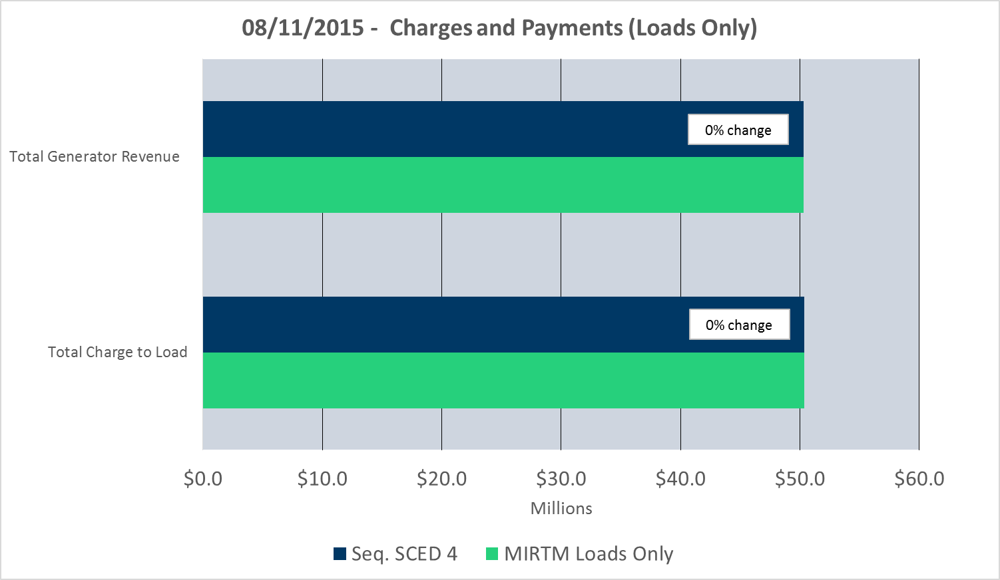 08/11/2015 -  Charges and Payments (Loads Only)
0% change
Total Generator Revenue
0% change
Total Charge to Load
$0.0 $10.0 $20.0 $30.0 $40.0 $50.0 $60.0
Millions
Seq. SCED 4 MIRTM Loads Only